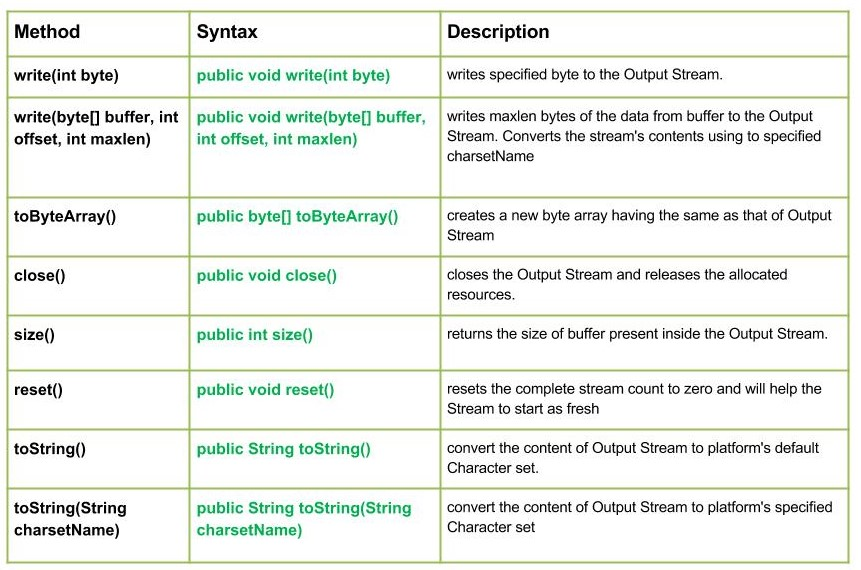 Method
Syntax
Description
write(int byte)
public void write(int byte)
writes specified byte to the Output Stream.
write(byte[] buffer, int
offset, int maxlen)
public void write(byte[] buffer,
int offset, int maxlen)
writes maxlen bytes of the data from buffer to the Output
Stream. Converts the stream's contents using to specified
charsetName
toByteArray()
public byte[] toByteArray()
creates a new byte array having the same as that of Output
Stream
close()
public void close()
closes the Output Stream and releases the allocated
resources.
size()
public int size()
returns the size of buffer present inside the Output Stream.
reset()
public void reset()
resets the complete stream count to zero and will help the
Stream to start as fresh
toString()
public String toString()
convert the content of Output Stream to platform's default
Character set.
toString(String
charsetName)
public String toString(String
charsetName)
convert the content of Output Stream to platform's specified
Character set